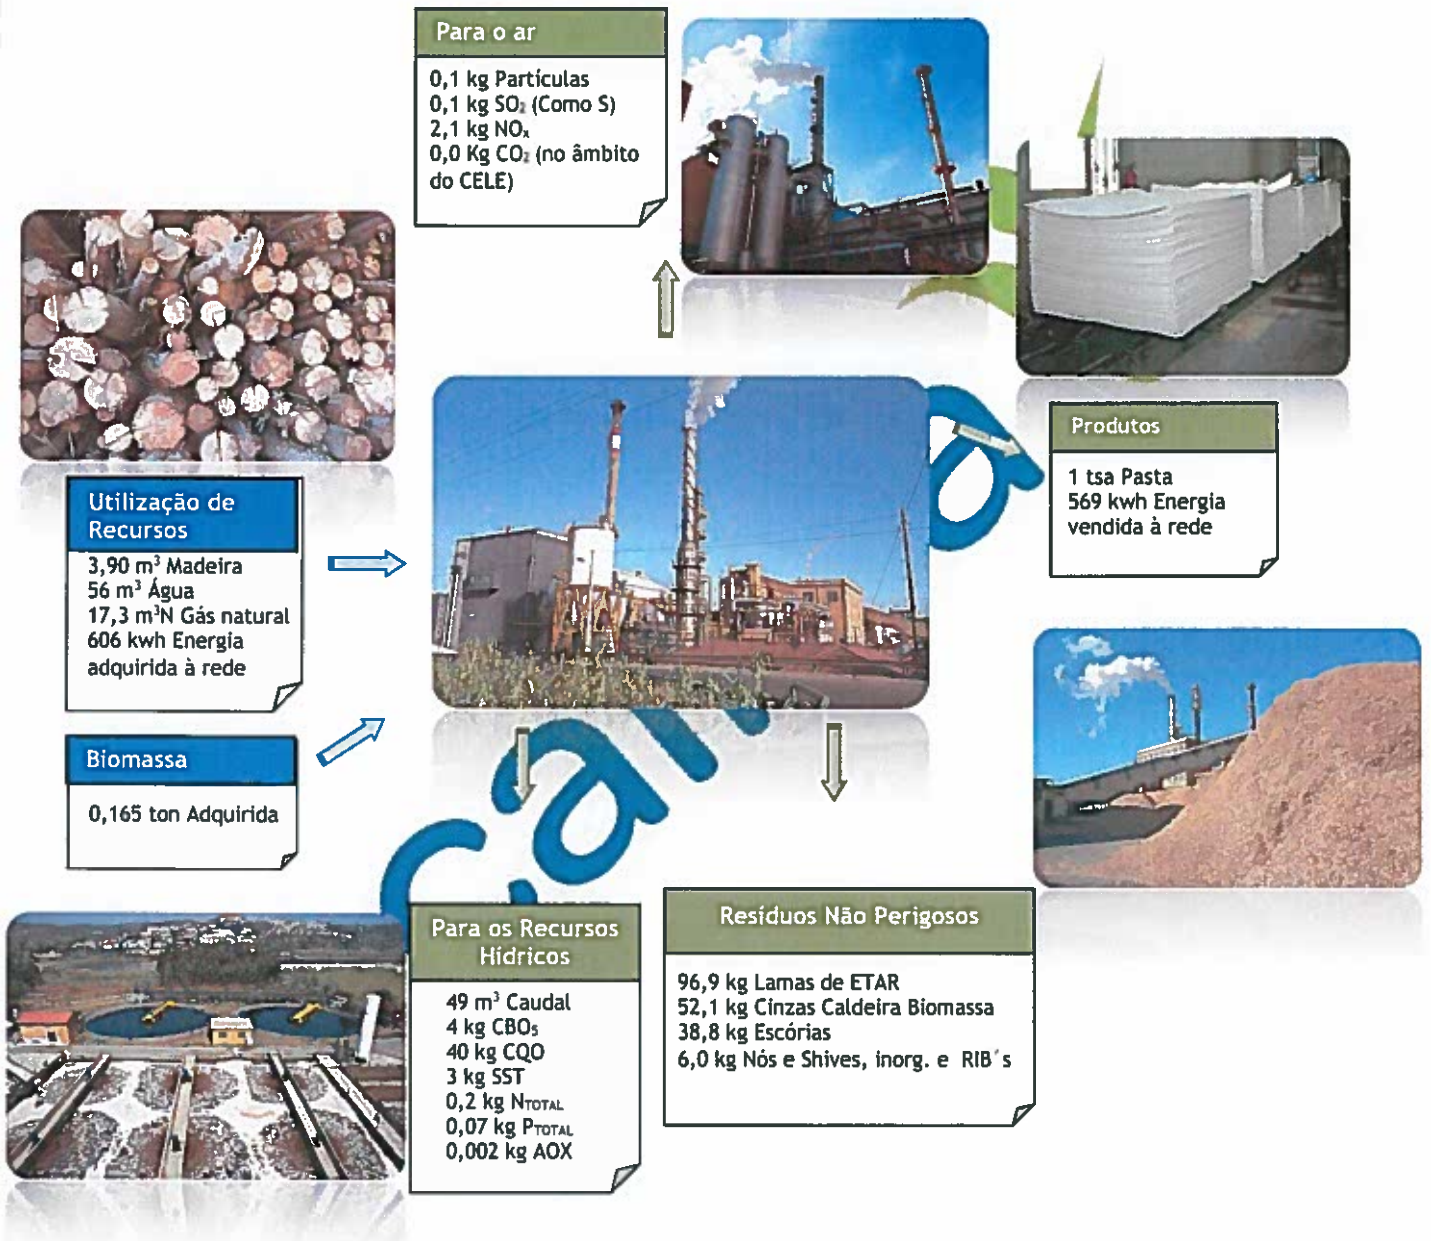 Para o ar
0,1 kg Partículas
0,1 kg SO₂ (Como S)
2,1 kg NOₓ
0,0 Kg CO₂ (no âmbito
do CELE)
Utilização de
Recursos
3,90 m³ Madeira
56 m³ Água
17,3 m³N Gás natural
606 kwh Energia
adquirida à rede
Biomassa
0,165 ton Adquirida
Produtos
1 tsa Pasta
569 kwh Energia
vendida à rede
Para os Recursos
Hídricos
49 m³ Caudal
4 kg CBO₅
40 kg CQO
3 kg SST
0,2 kg NTOTAL
0,07 kg PTOTAL
0,002 kg AOX
Resíduos Não Perigosos
96,9 kg Lamas de ETAR
52,1 kg Cinzas Caldeira Biomassa
38,8 kg Escórias
6,0 kg Nós e Shives, inorg. e RIB´s